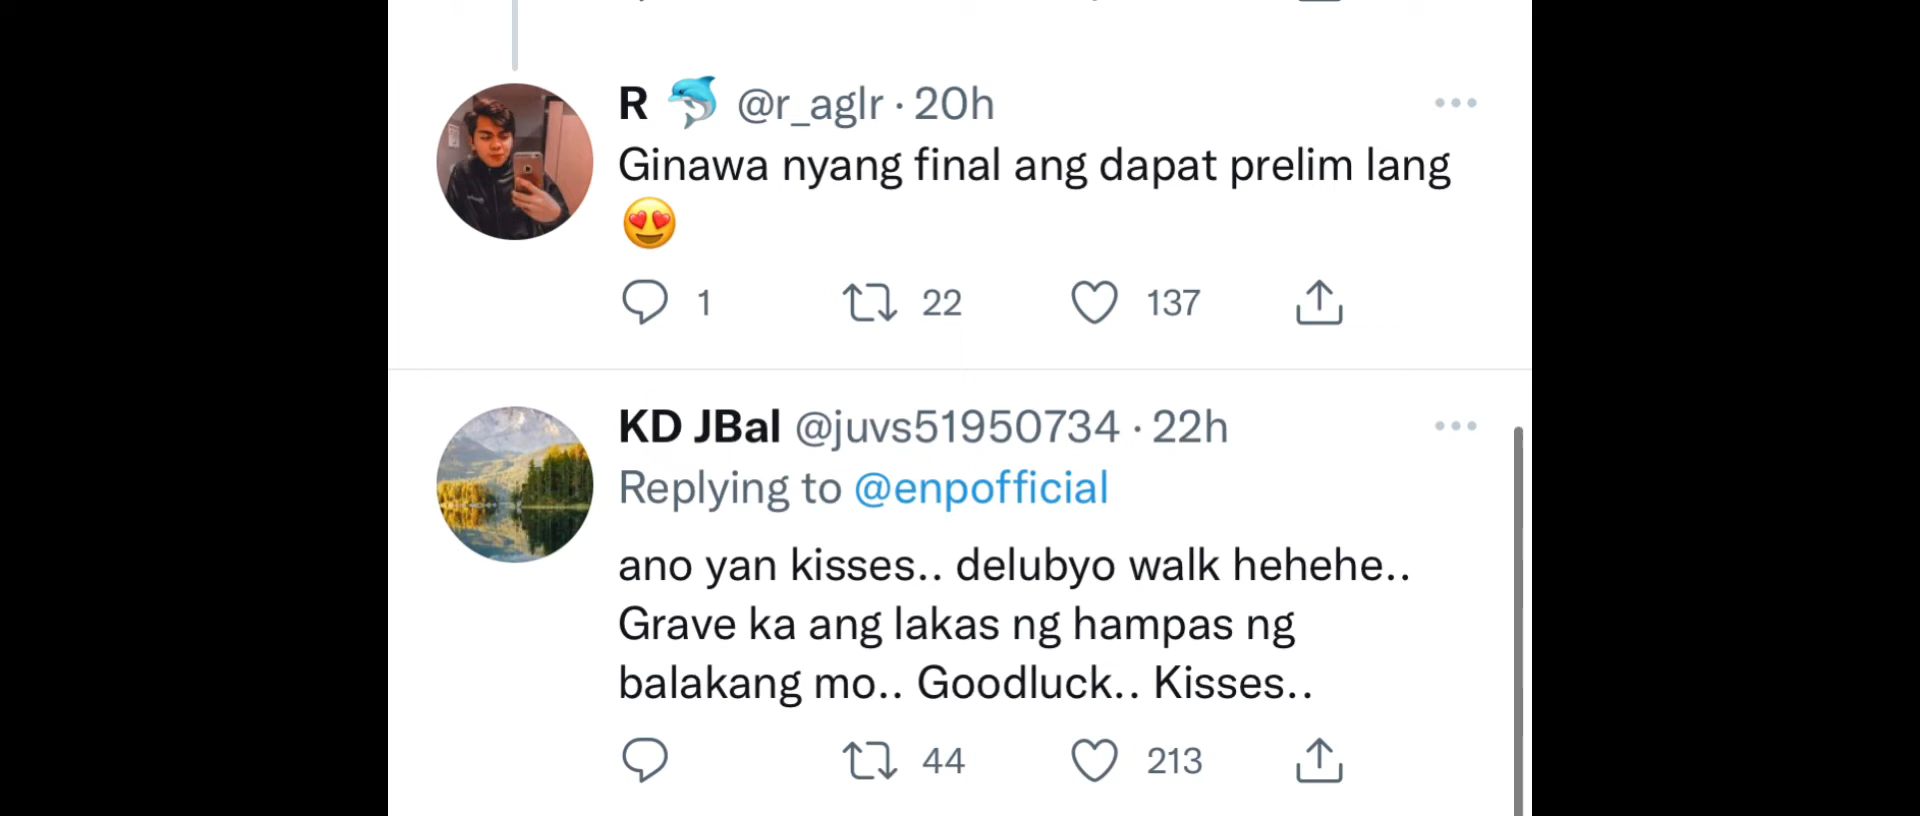 R 🐬 @r_aglr · 20h
Ginawa nyang final ang dapat prelim lang
😍
1 22 137
KD JBal @juvs51950734 · 22h
Replying to @enpofficial
ano yan kisses.. delubyo walk hehehe..
Grave ka ang lakas ng hampas ng
balakang mo.. Goodluck.. Kisses..
44 213